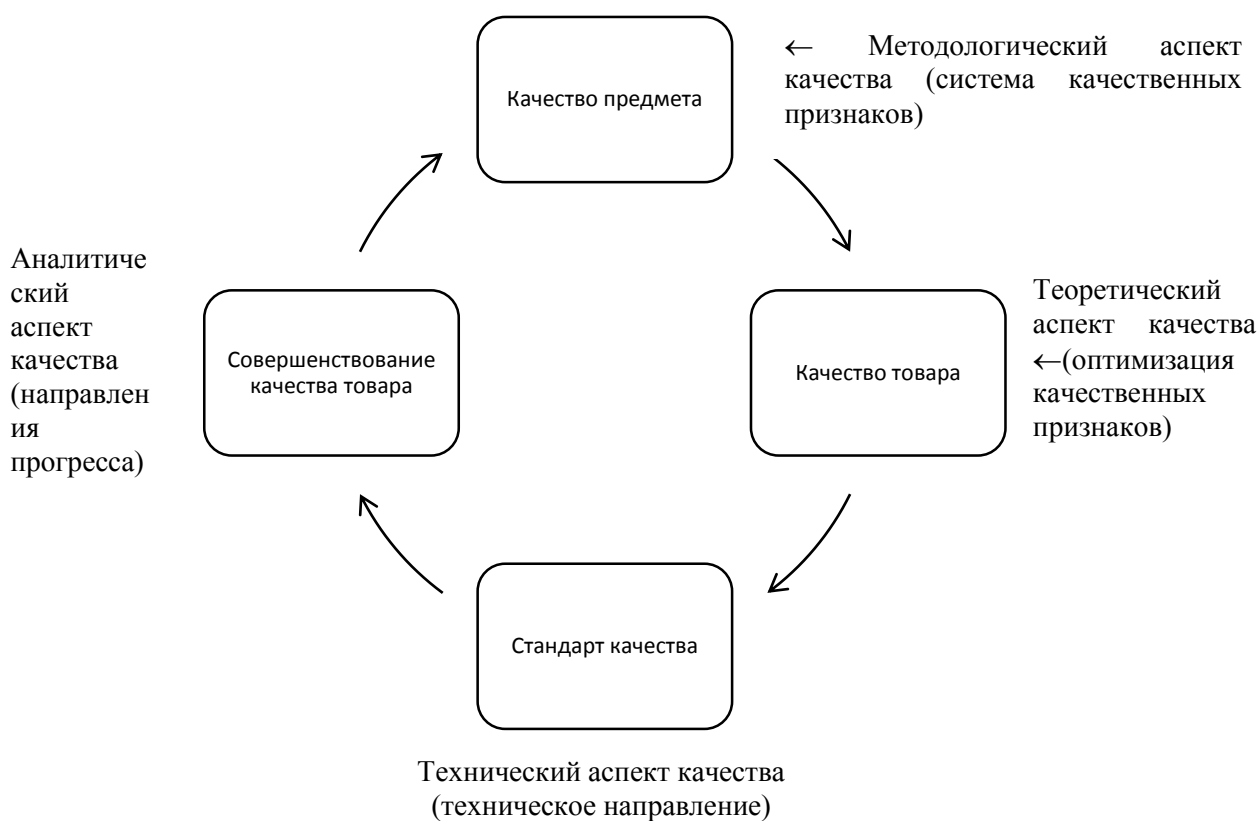 ← Методологический аспект
качества (система качественных
признаков)
Качество предмета
Аналитиче
ский
аспект
качества
(направлен
ия
прогресса)
Совершенствование
качества товара
Качество товара
Теоретический
аспект качества
←(оптимизация
качественных
признаков)
Стандарт качества
Технический аспект качества
(техническое направление)